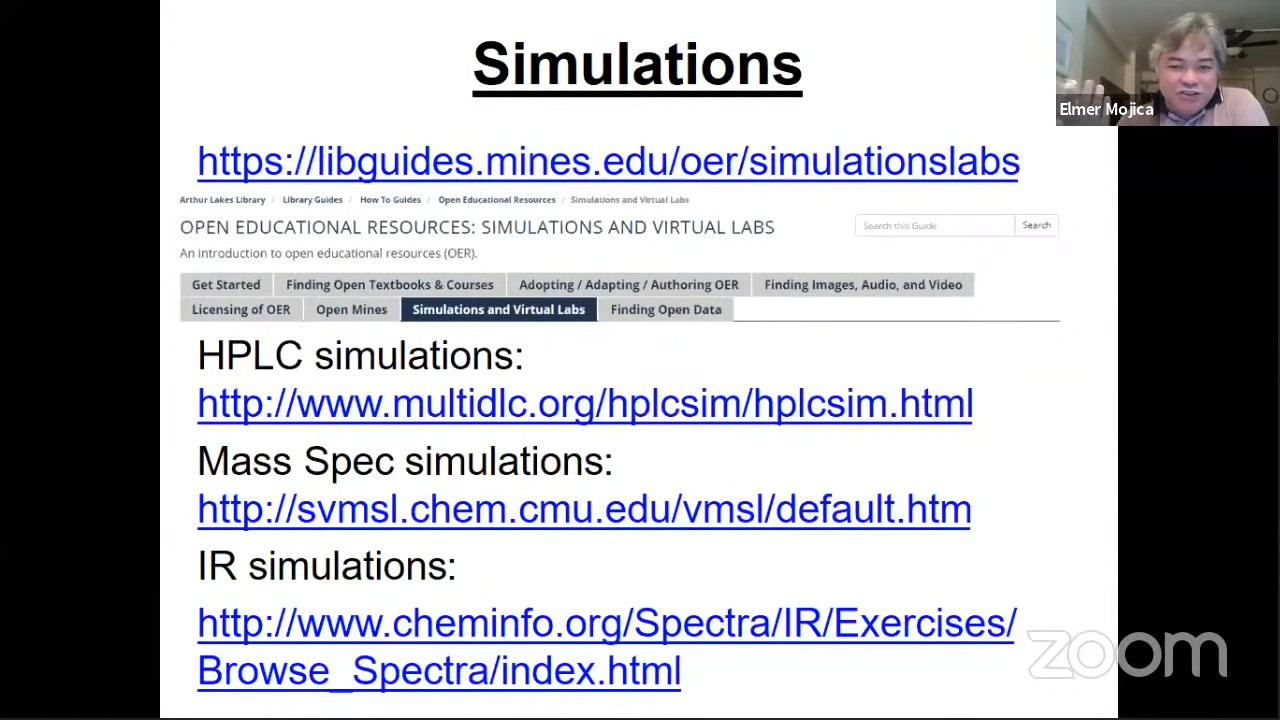 Simulations
Elmer Mojica
https://libguides.mines.edu/oer/simulationslabs
Arthur Lakes Library / Library Guides / How To Guides / Open Educational Resources / Simulations and Virtual Labs
OPEN EDUCATIONAL RESOURCES: SIMULATIONS AND VIRTUAL LABS
Search this Guide Search
An introduction to open educational resources (OER).
Get Started Finding Open Textbooks & Courses Adopting / Adapting / Authoring OER Finding Images, Audio, and Video
Licensing of OER Open Mines Simulations and Virtual Labs Finding Open Data
HPLC simulations:
http://www.multidlc.org/hplcsim/hplcsim.html
Mass Spec simulations:
http://svmsl.chem.cmu.edu/vmsl/default.htm
IR simulations:
http://www.cheminfo.org/Spectra/IR/Exercises/
Browse_Spectra/index.html
zoom